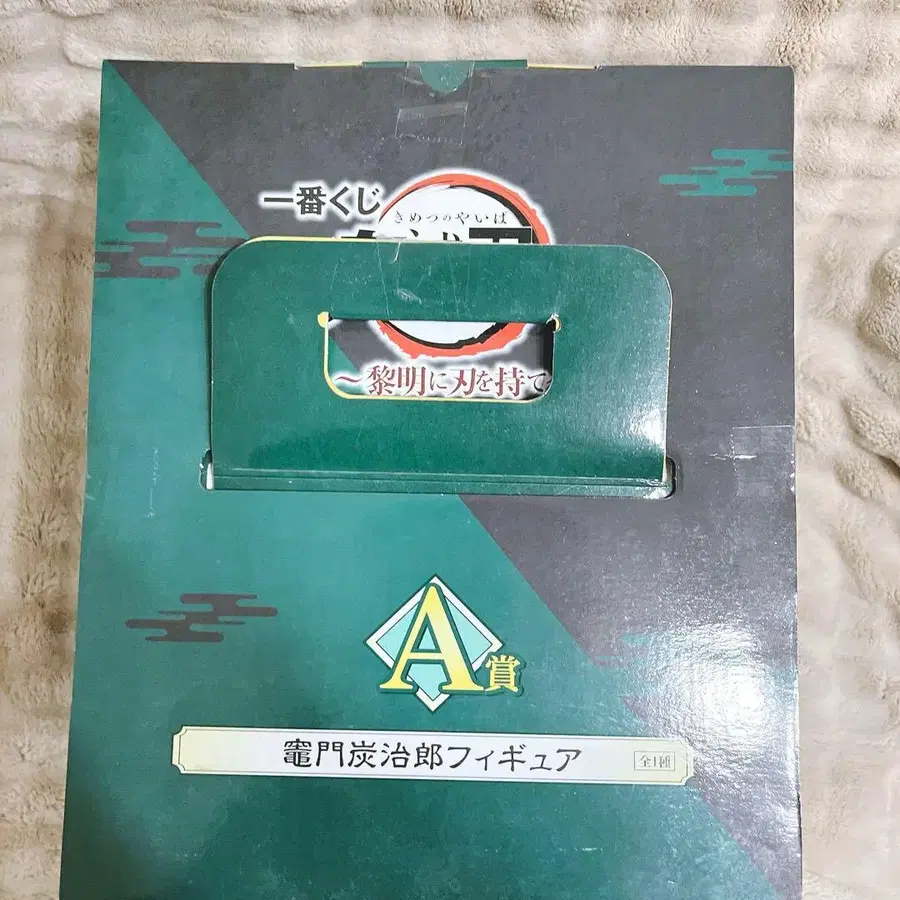 一番くじ
きめつのやいば
～黎明に刃を持て
A賞
竈門炭治郎フィギュア
全1種